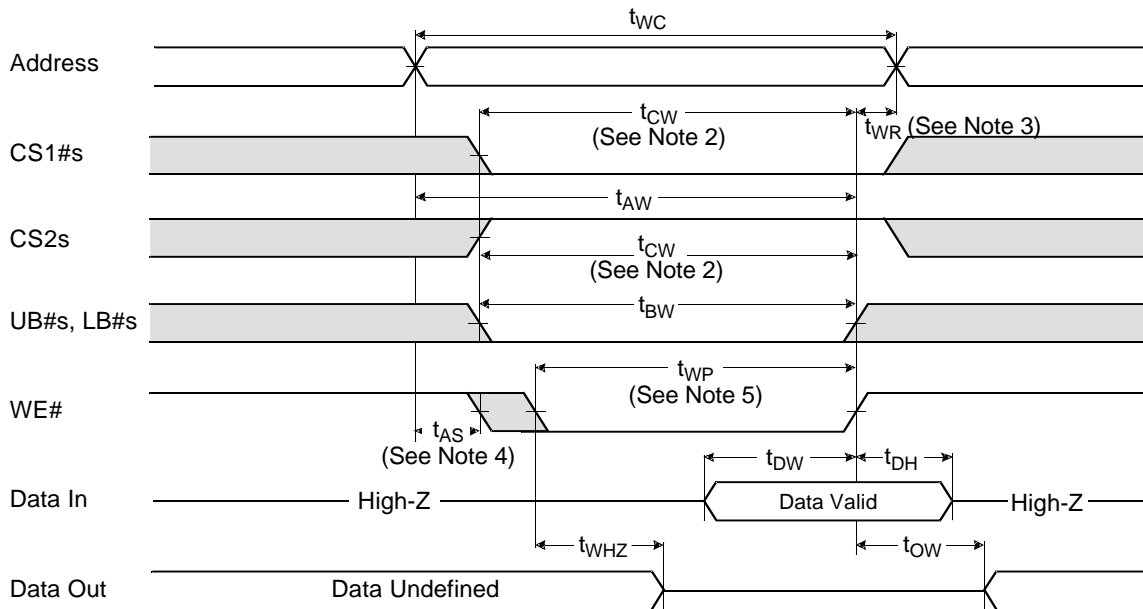 tWC
Address
tCW
(See Note 2)
tWR (See Note 3)
CS1#s
tAW
CS2s
tCW
(See Note 2)
UB#s, LB#s
tBW
tWP
(See Note 5)
WE#
tAS
(See Note 4)
tDW
tDH
Data In
High-Z
Data Valid
High-Z
tWHZ
tOW
Data Out
Data Undefined